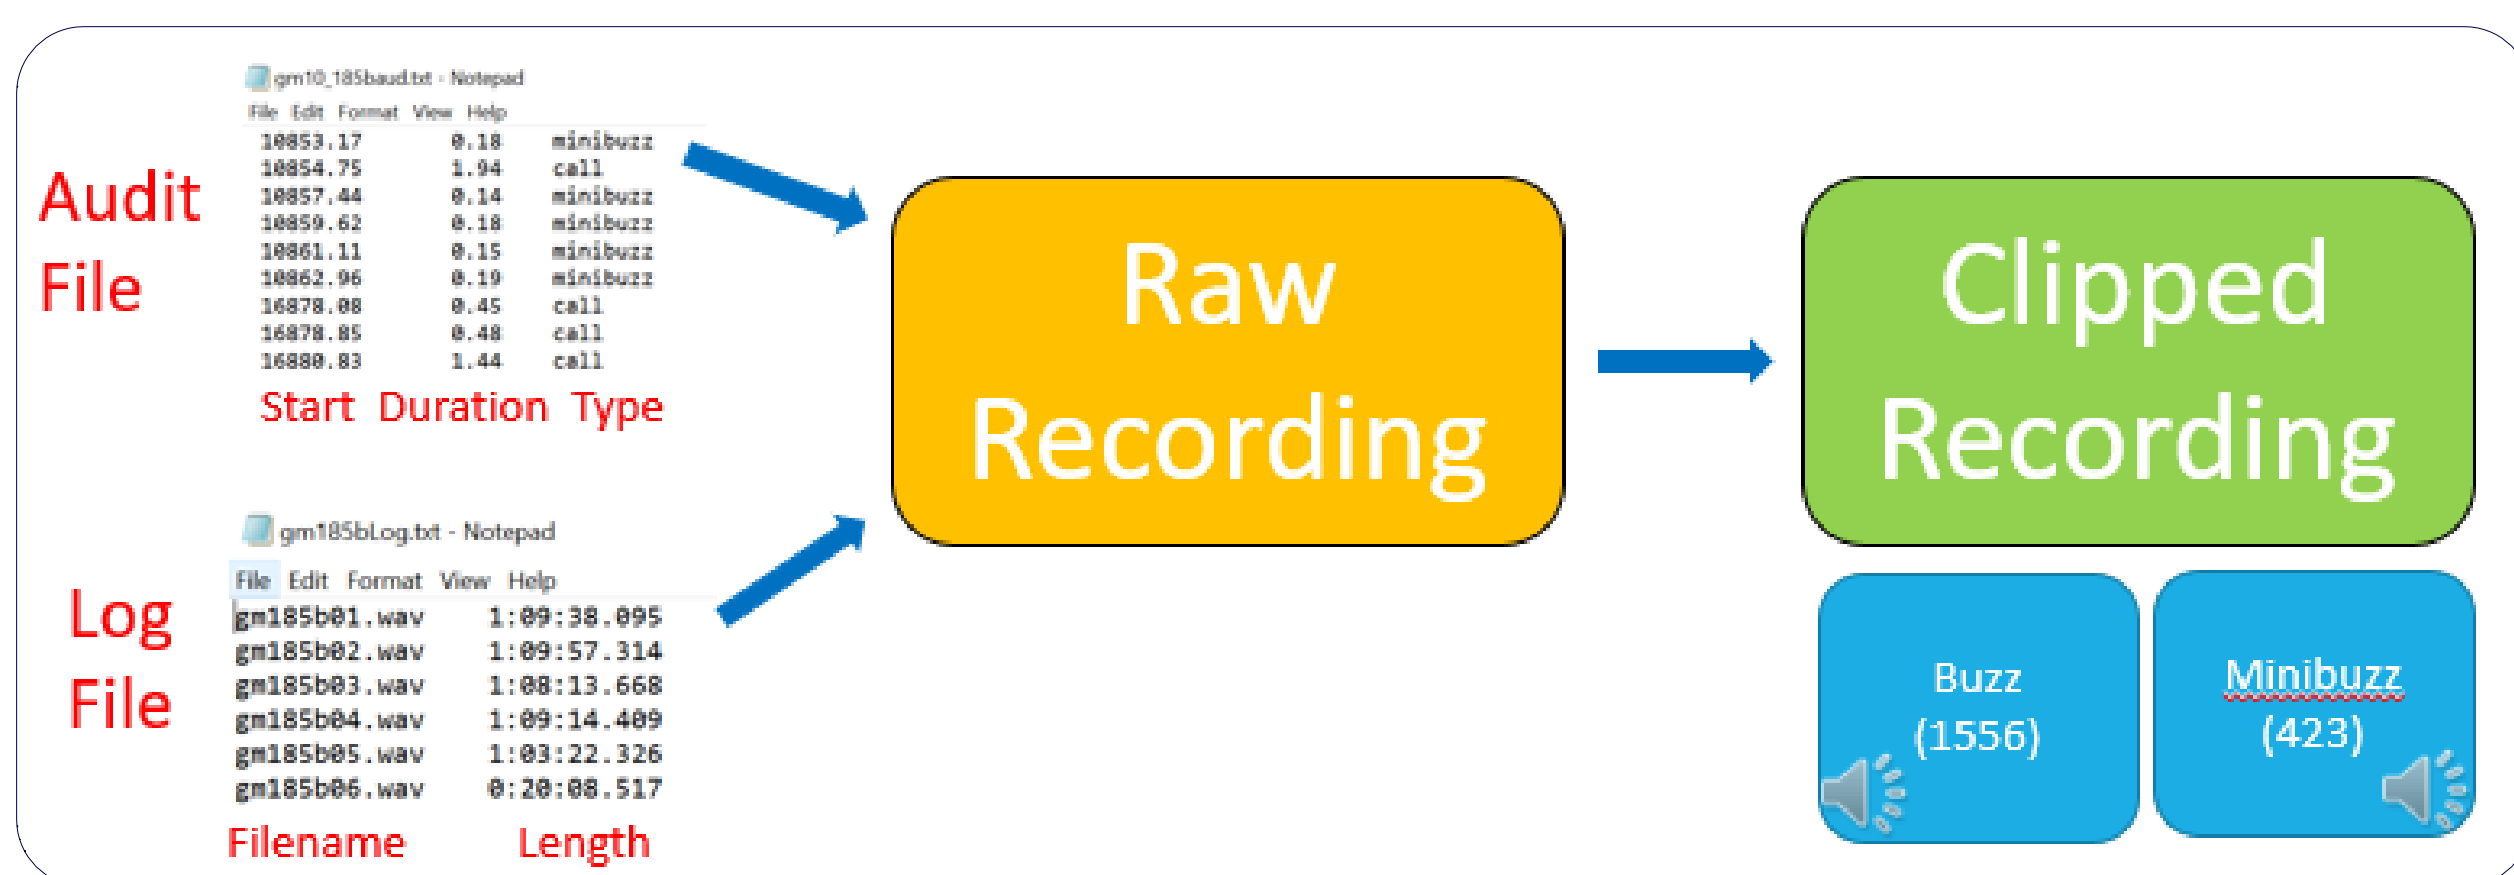 gm10_185baud.txt - Notepad
File Edit Format View Help
10853.17 0.18 minibuzz
10854.75 1.94 call
10857.44 0.14 minibuzz
10859.62 0.18 minibuzz
10861.11 0.15 minibuzz
10862.96 0.19 minibuzz
16878.08 0.45 call
16878.85 0.48 call
16880.83 1.44 call
Start Duration Type
Audit
File
gm185bLog.txt - Notepad
File Edit Format View Help
gm185b01.wav 1:09:38.095
gm185b02.wav 1:09:57.314
gm185b03.wav 1:08:13.668
gm185b04.wav 1:09:14.409
gm185b05.wav 1:03:22.326
gm185b06.wav 0:20:08.517
Filename Length
Log
File
Raw
Recording
Clipped
Recording
Buzz
(1556)
Minibuzz
(423)